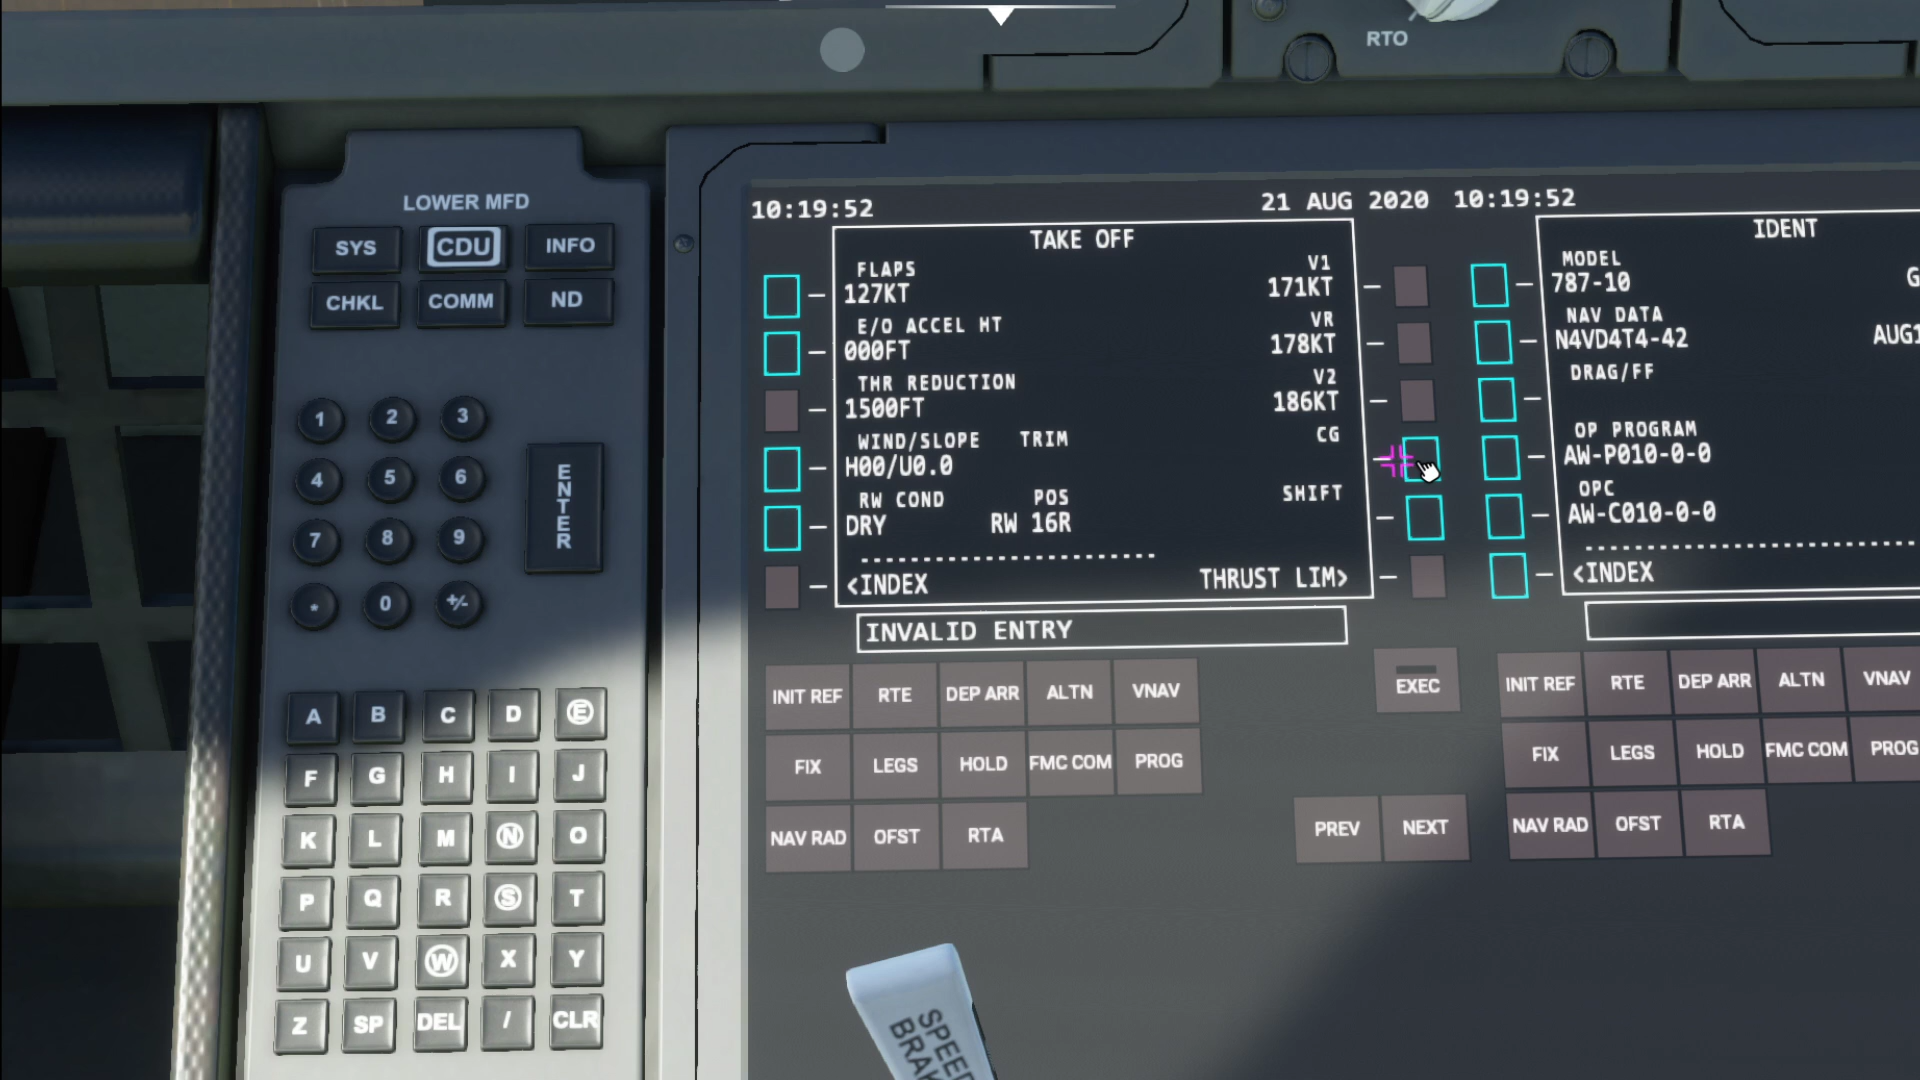 RTO
LOWER MFD
SYS CDU INFO
CHKL COMM ND
1 2 3
4 5 6
7 8 9
* 0 +/-
ENTER
A B C D E
F G H I J
K L M N O
P Q R S T
U V W X Y
Z SP DEL / CLR
10:19:52 21 AUG 2020
TAKE OFF
FLAPS V1
127KT 171KT
E/O ACCEL HT VR
000FT 178KT
THR REDUCTION V2
1500FT 186KT
WIND/SLOPE TRIM CG
H00/U0.0
RW COND POS SHIFT
DRY RW 16R
------------------------
<INDEX THRUST LIM>
INVALID ENTRY
INIT REF RTE DEP ARR ALTN VNAV EXEC
FIX LEGS HOLD FMC COM PROG
NAV RAD OFST RTA PREV NEXT
10:19:52
IDENT
MODEL
787-10 G
NAV DATA
N4VD4T4-42 AUG1
DRAG/FF
OP PROGRAM
AW-P010-0-0
OPC
AW-C010-0-0
---------------------------
<INDEX
INIT REF RTE DEP ARR ALTN VNAV
FIX LEGS HOLD FMC COM PROG
NAV RAD OFST RTA
SPEED
BRAK